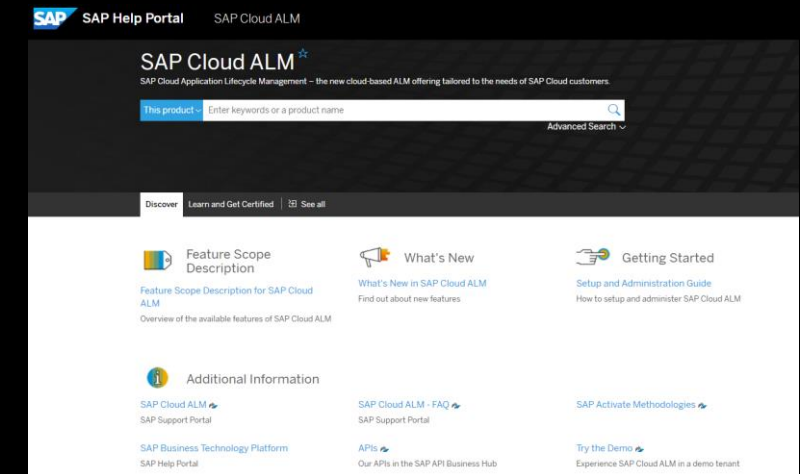 SAP SAP Help Portal SAP Cloud ALM
SAP Cloud ALM
SAP Cloud Application Lifecycle Management – the new cloud-based ALM offering tailored to the needs of SAP Cloud customers.
This product Enter keywords or a product name
Advanced Search
Discover Learn and Get Certified See all
Feature Scope
Description
Feature Scope Description for SAP Cloud
ALM
Overview of the available features of SAP Cloud ALM
What's New
What's New in SAP Cloud ALM
Find out about new features
Getting Started
Setup and Administration Guide
How to setup and administer SAP Cloud ALM
Additional Information
SAP Cloud ALM
SAP Support Portal
SAP Cloud ALM - FAQ
SAP Support Portal
SAP Activate Methodologies
SAP Business Technology Platform
SAP Help Portal
APIs
Our APIs in the SAP API Business Hub
Try the Demo
Experience SAP Cloud ALM in a demo tenant